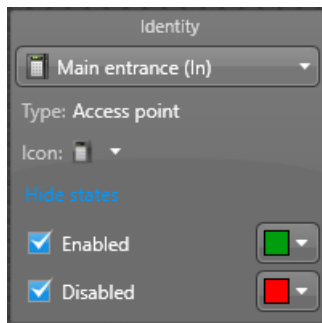 Identity
Main entrance (In)
Type: Access point
Icon:
Hide states
Enabled
Disabled